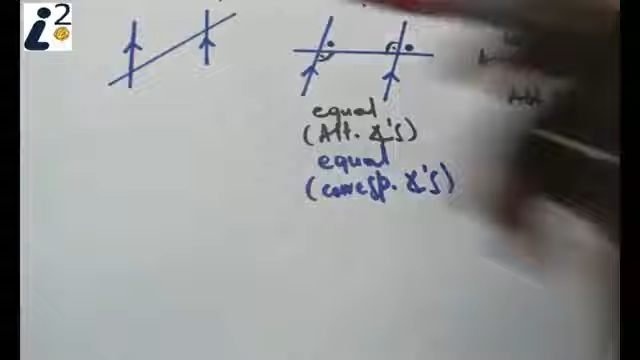 i2
equal
(Alt. ∠'s)
equal
(corresp. ∠'s)